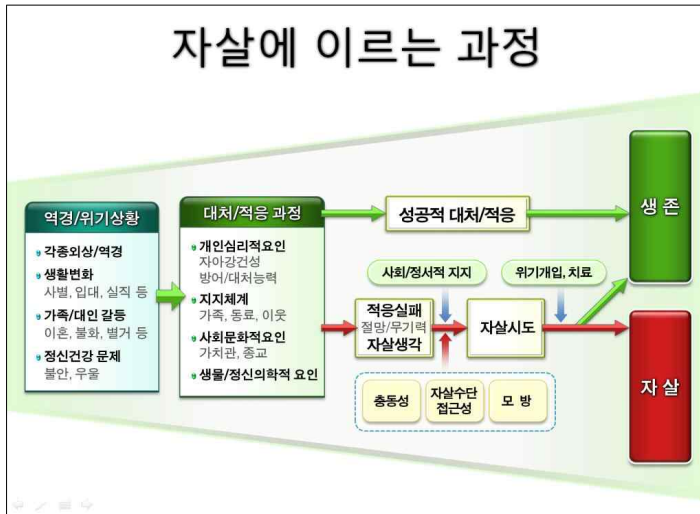 자살에 이르는 과정
역경/위기상황
각종외상/역경
생활변화
사별, 입대, 실직 등
가족/대인 갈등
이혼, 불화, 별거 등
정신건강 문제
불안, 우울
대처/적응 과정
개인심리적요인
자아강건성
방어/대처능력
지지체계
가족, 동료, 이웃
사회문화적요인
가치관, 종교
생물/정신의학적 요인
성공적 대처/적응
사회/정서적 지지
위기개입, 치료
적응실패
절망/무기력
자살생각
자살시도
충동성
자살수단
접근성
모 방
생 존
자 살